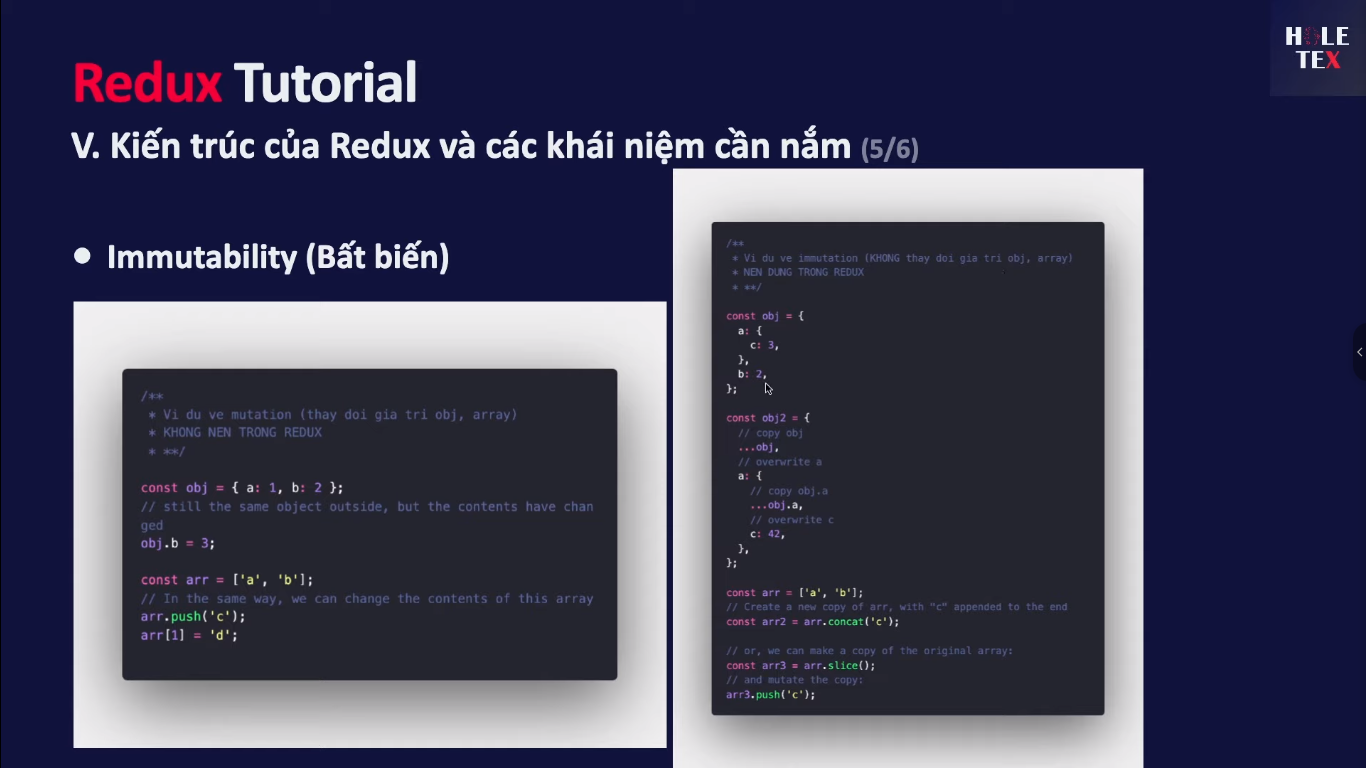 Redux Tutorial
V. Kiến trúc của Redux và các khái niệm cần nắm (5/6)
Immutability (Bất biến)
/**
* Vi du ve mutation (thay doi gia tri obj, array)
* KHONG NEN TRONG REDUX
* **/
const obj = { a: 1, b: 2 };
// still the same object outside, but the contents have chan
ged
obj.b = 3;
const arr = ['a', 'b'];
// In the same way, we can change the contents of this array
arr.push('c');
arr[1] = 'd';
/**
* Vi du ve immutation (KHONG thay doi gia tri obj, array)
* NEN DUNG TRONG REDUX
* **/
const obj = {
a: {
c: 3,
},
b: 2,
};
const obj2 = {
// copy obj
...obj,
// overwrite a
a: {
// copy obj.a
...obj.a,
// overwrite c
c: 42,
},
};
const arr = ['a', 'b'];
// Create a new copy of arr, with "c" appended to the end
const arr2 = arr.concat('c');
// or, we can make a copy of the original array:
const arr3 = arr.slice();
// and mutate the copy:
arr3.push('c');
HOLE
TEX